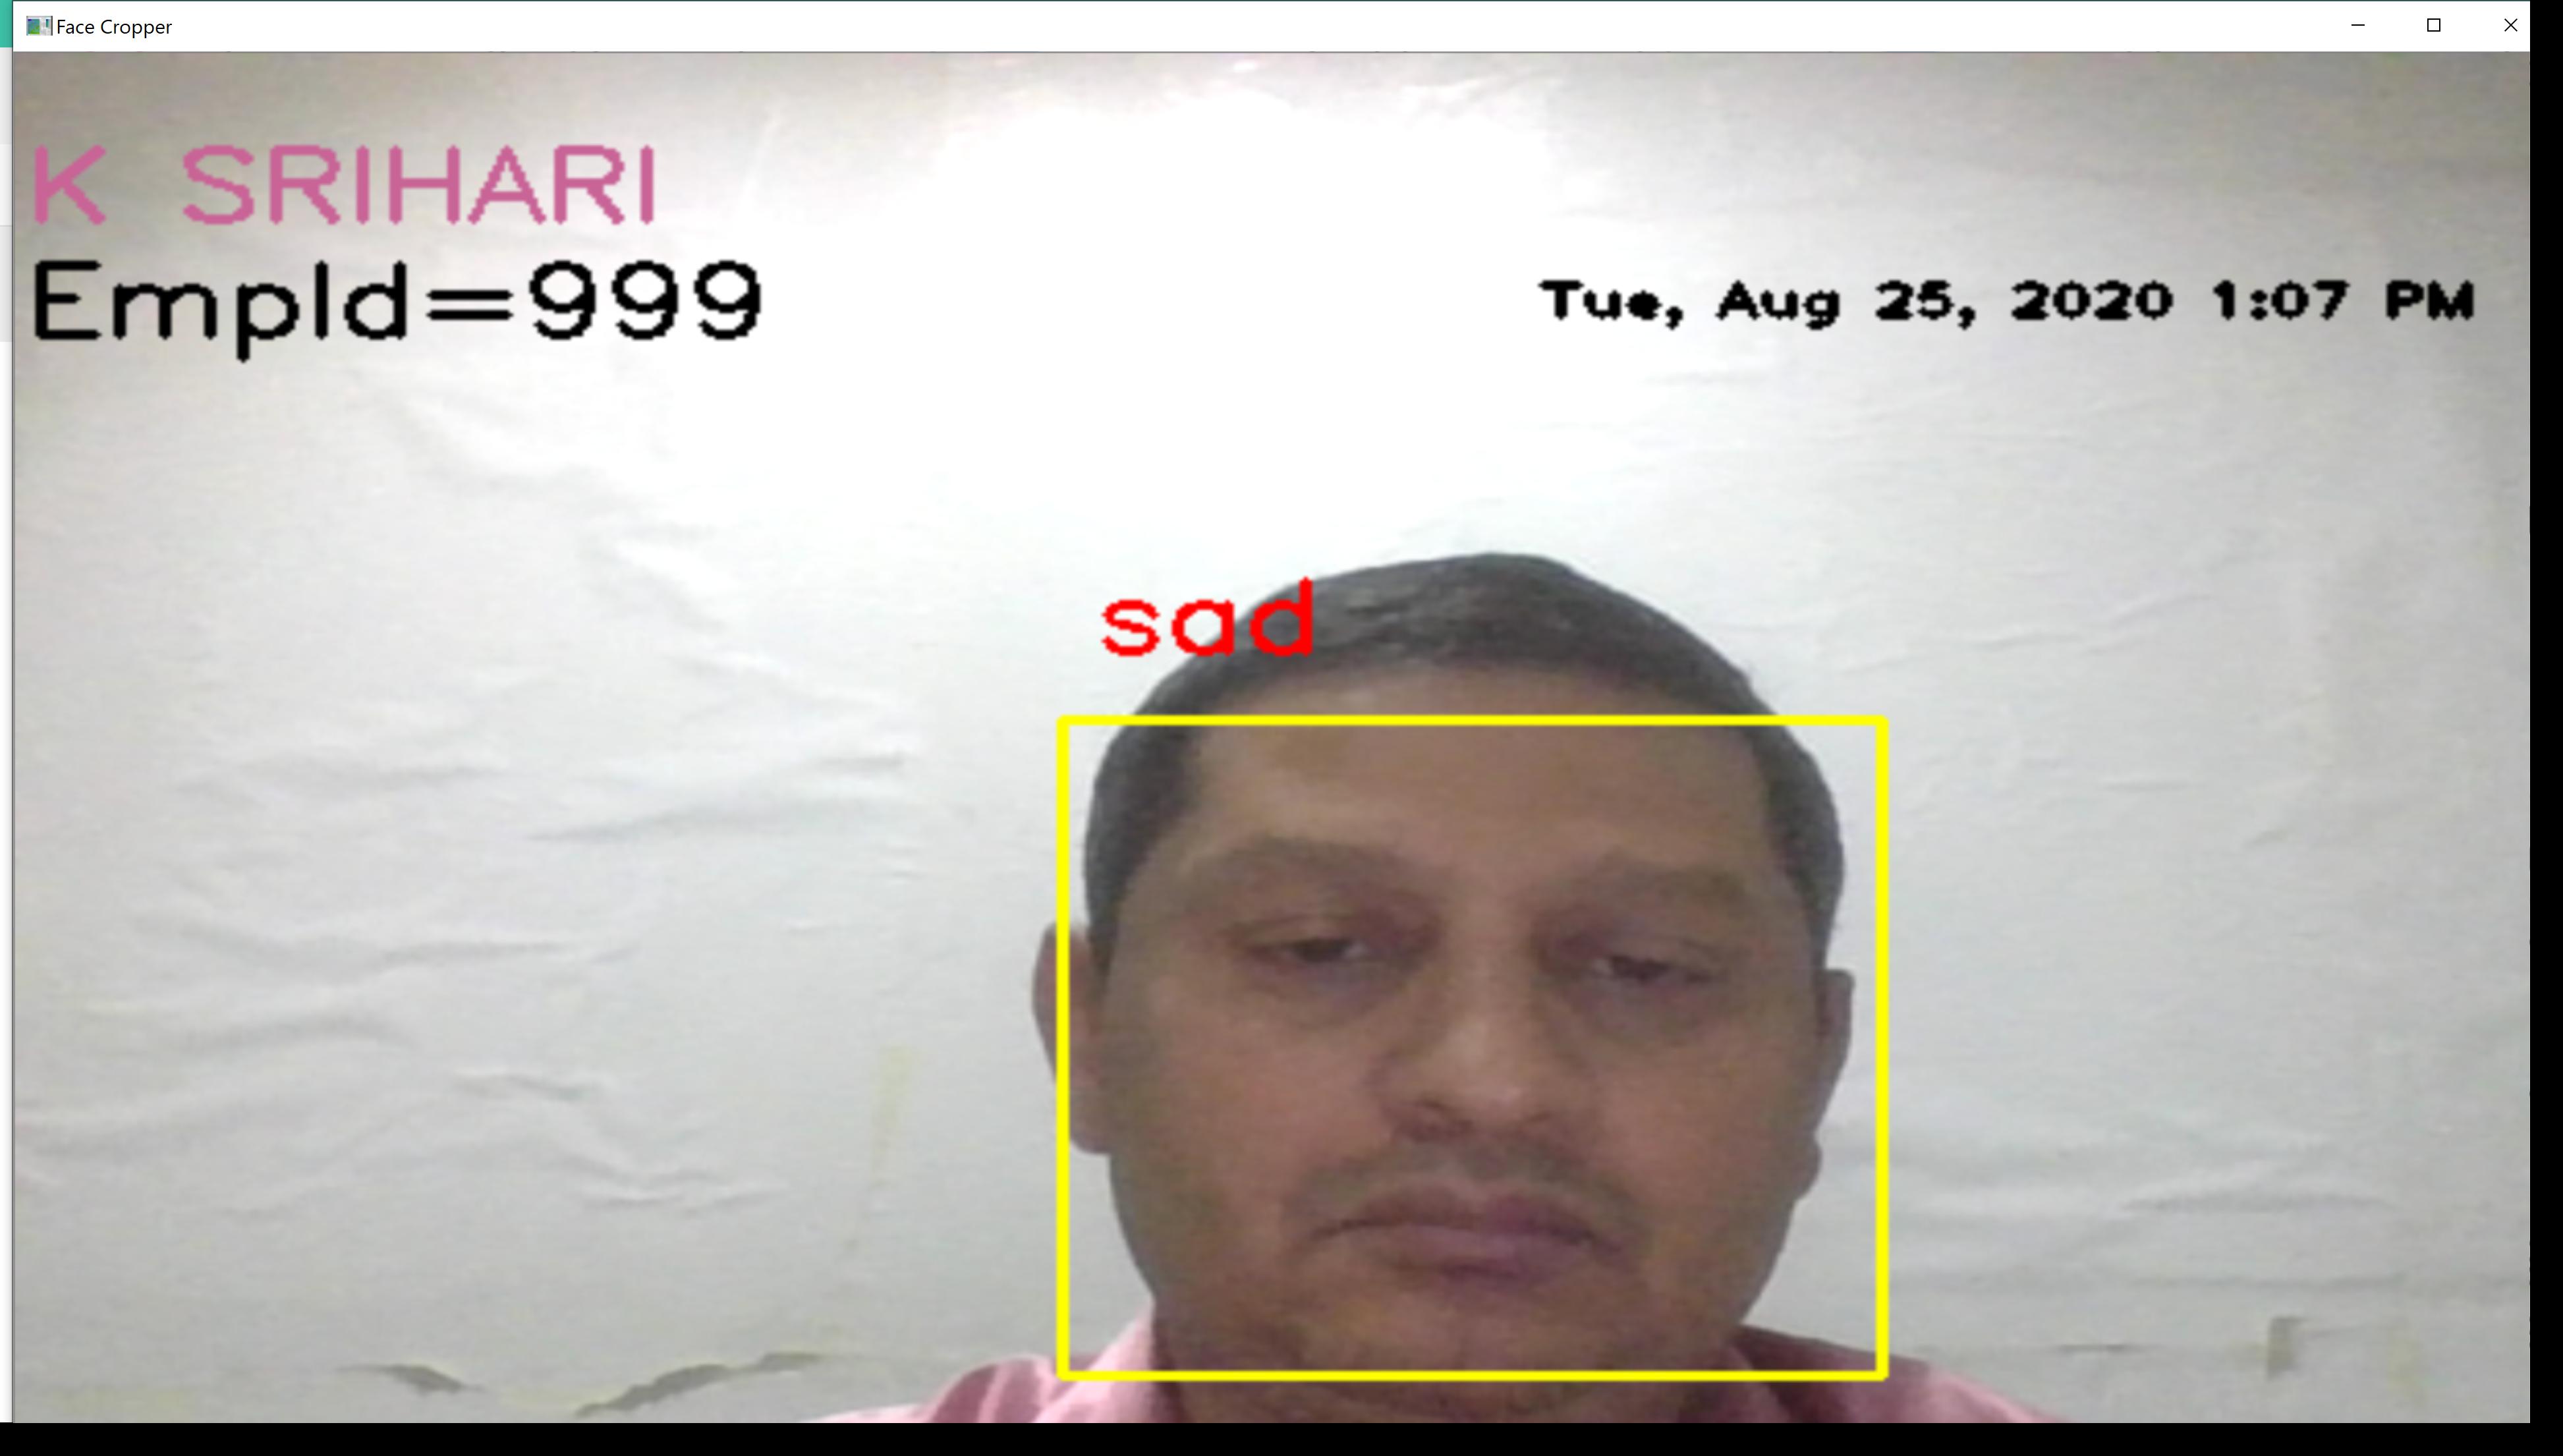 Face Cropper
K SRIHARI
EmpId=999
Tue, Aug 25, 2020 1:07 PM
sad